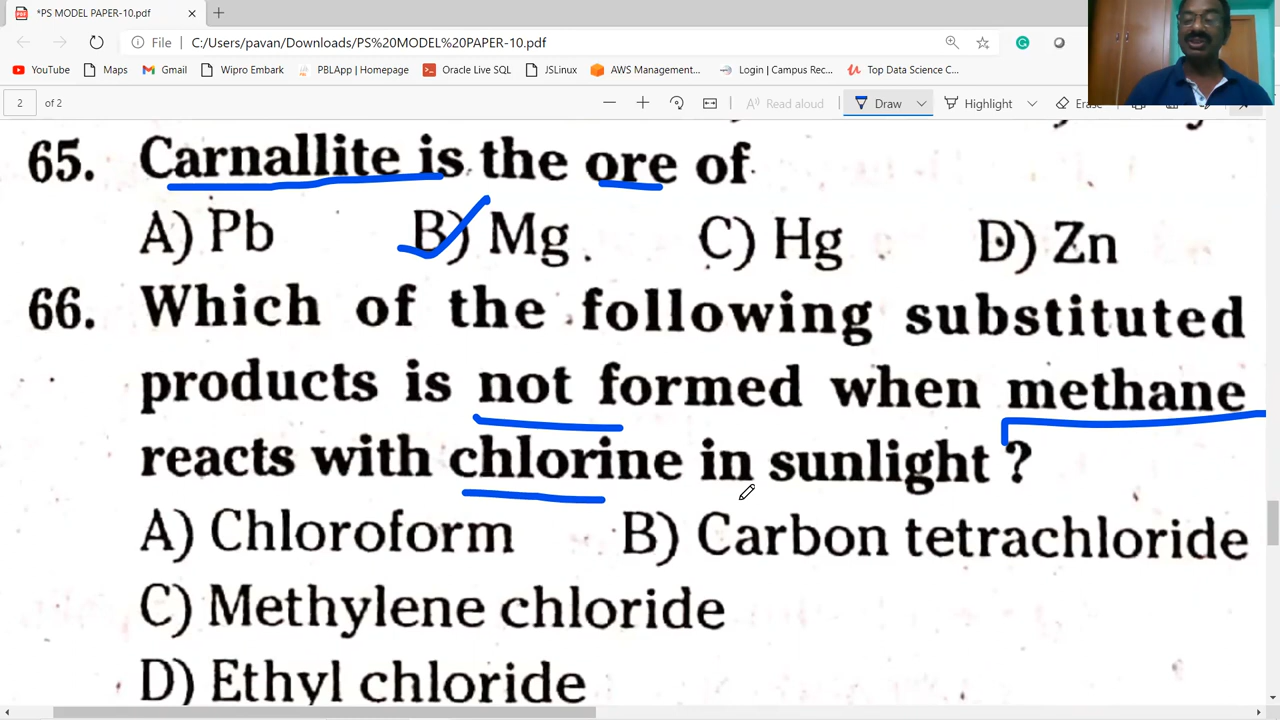 *PS MODEL PAPER-10.pdf
File C:/Users/pavan/Downloads/PS%20MODEL%20PAPER-10.pdf
YouTube Maps Gmail Wipro Embark PBLApp | Homepage Oracle Live SQL JSLinux AWS Management... Login | Campus Rec... Top Data Science C...
2 of 2 Read aloud Draw Highlight
65. Carnallite is the ore of
A) Pb B) Mg . C) Hg D) Zn
66. Which of the following substituted
products is not formed when methane
reacts with chlorine in sunlight ?
A) Chloroform B) Carbon tetrachloride
C) Methylene chloride
D) Ethyl chloride